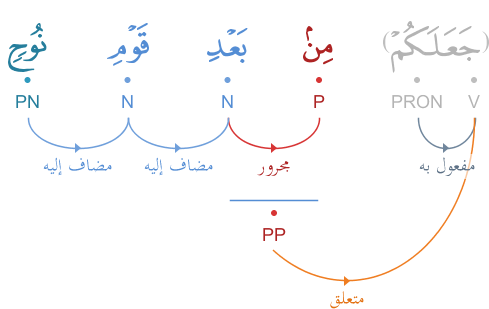 (جَعَلَكُمْ) مِنۢ بَعْدِ قَوْمِ نُوحٍ
V PRON P N N PN
مفعول به مجرور مضاف إليه مضاف إليه
PP
متعلق